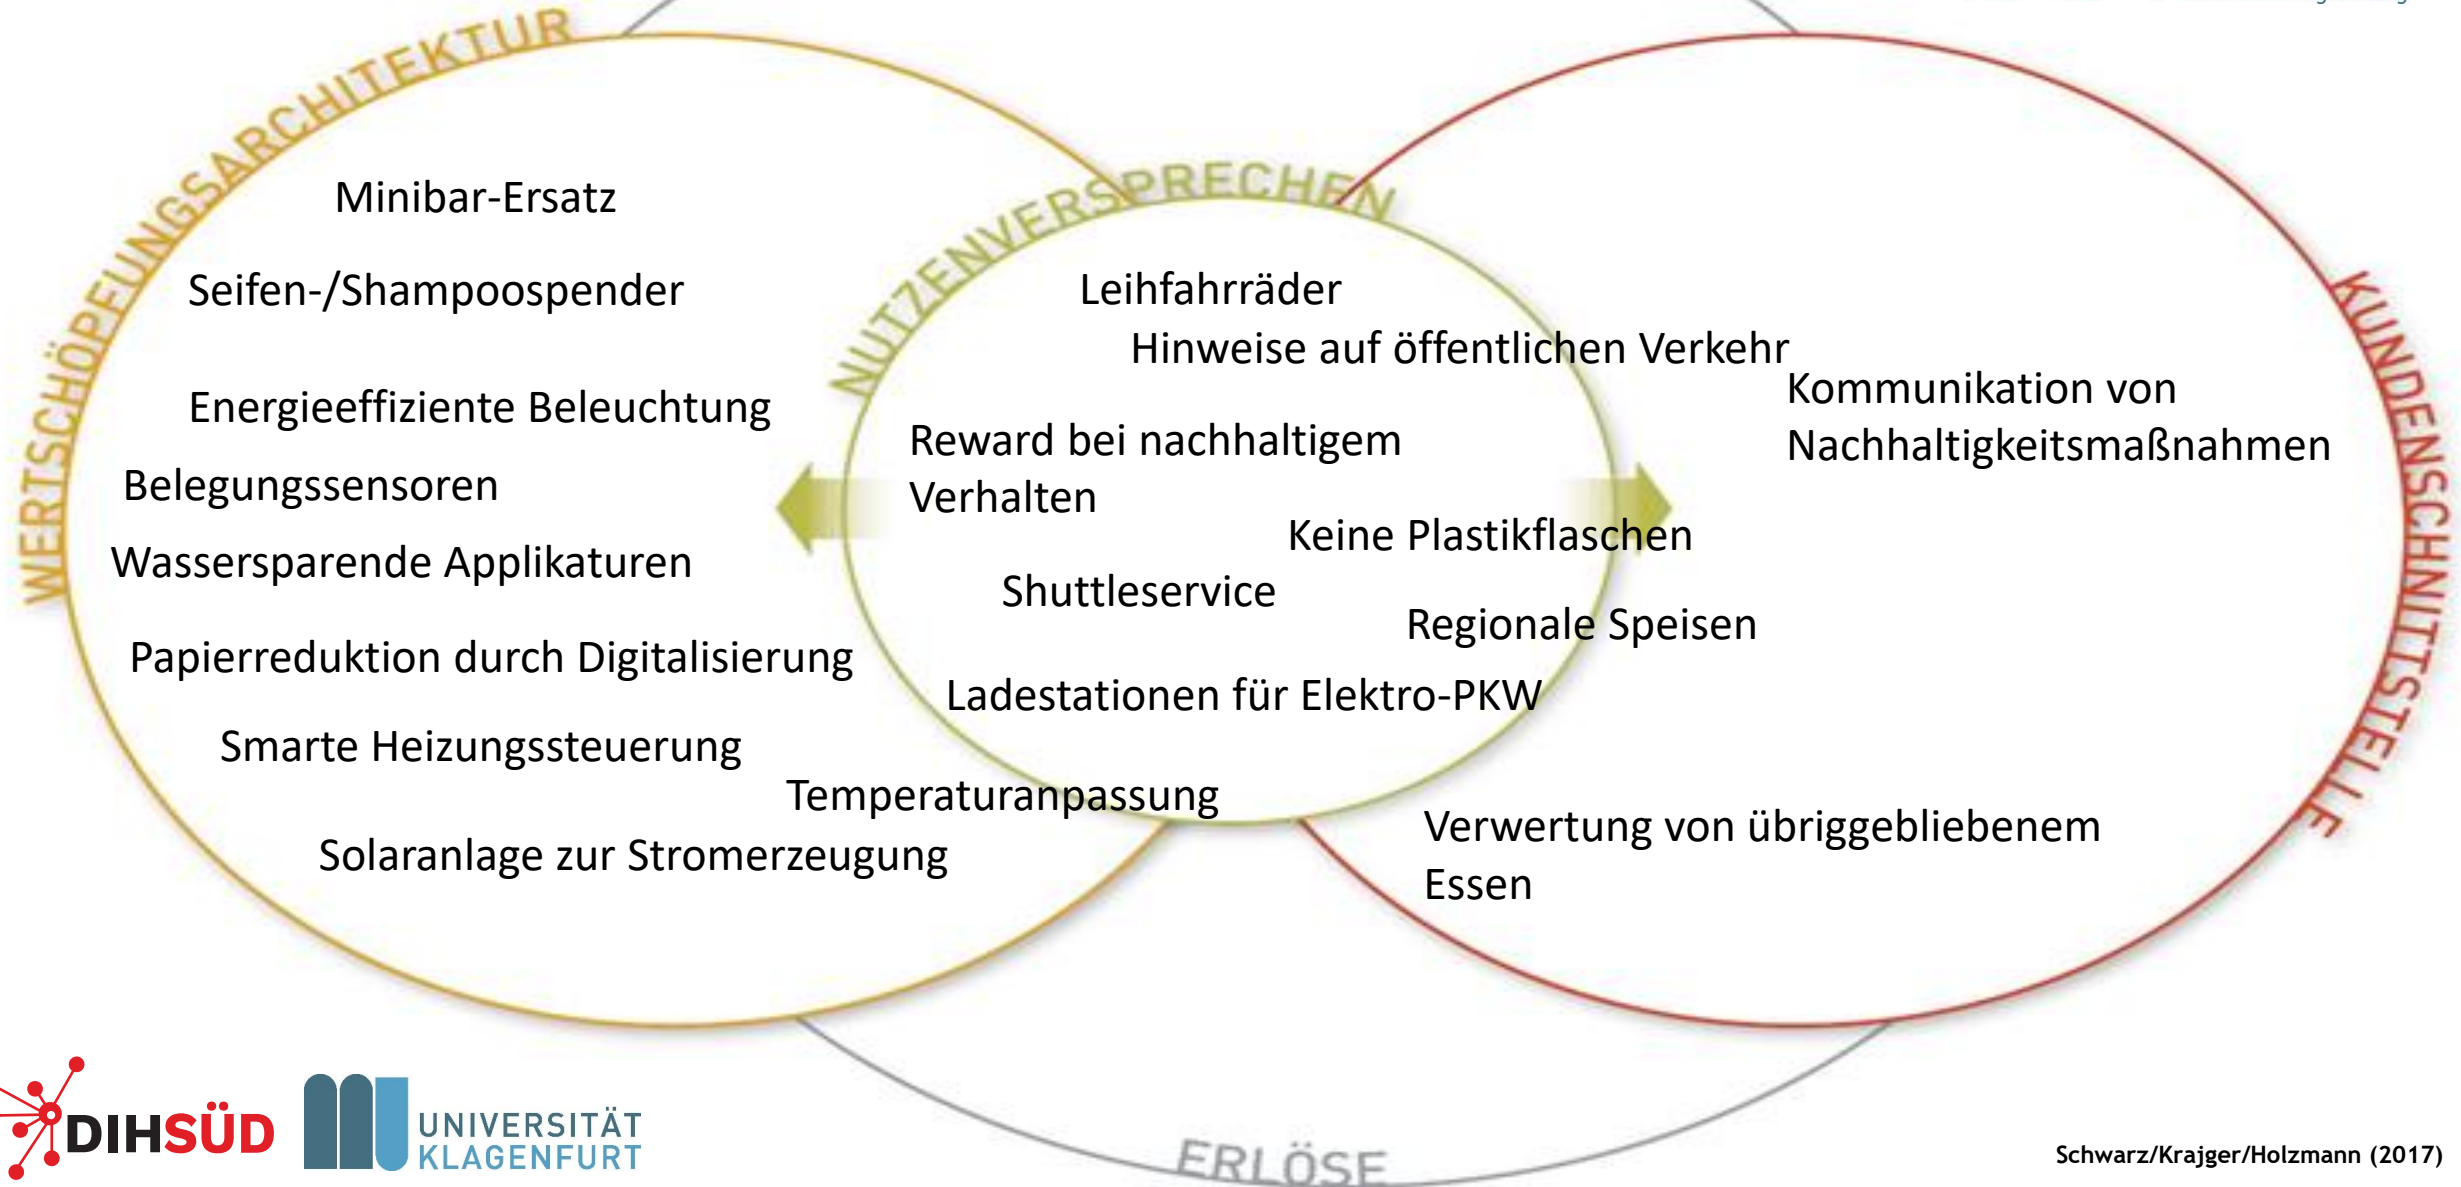 WERTSCHÖPFUNGSARCHITEKTUR
Minibar-Ersatz
Seifen-/Shampoospender
Energieeffiziente Beleuchtung
Belegungssensoren
Wassersparende Applikaturen
Papierreduktion durch Digitalisierung
Smarte Heizungssteuerung
Temperaturanpassung
Solaranlage zur Stromerzeugung
NUTZENVERSPRECHEN
Leihfahrräder
Hinweise auf öffentlichen Verkehr
Reward bei nachhaltigem
Verhalten
Keine Plastikflaschen
Shuttleservice
Regionale Speisen
Ladestationen für Elektro-PKW
KUNDENSCHNITTSTELLE
Kommunikation von
Nachhaltigkeitsmaßnahmen
Verwertung von übriggebliebenem
Essen
ERLÖSE
DIHSÜD
UNIVERSITÄT
KLAGENFURT
Schwarz/Krajger/Holzmann (2017)